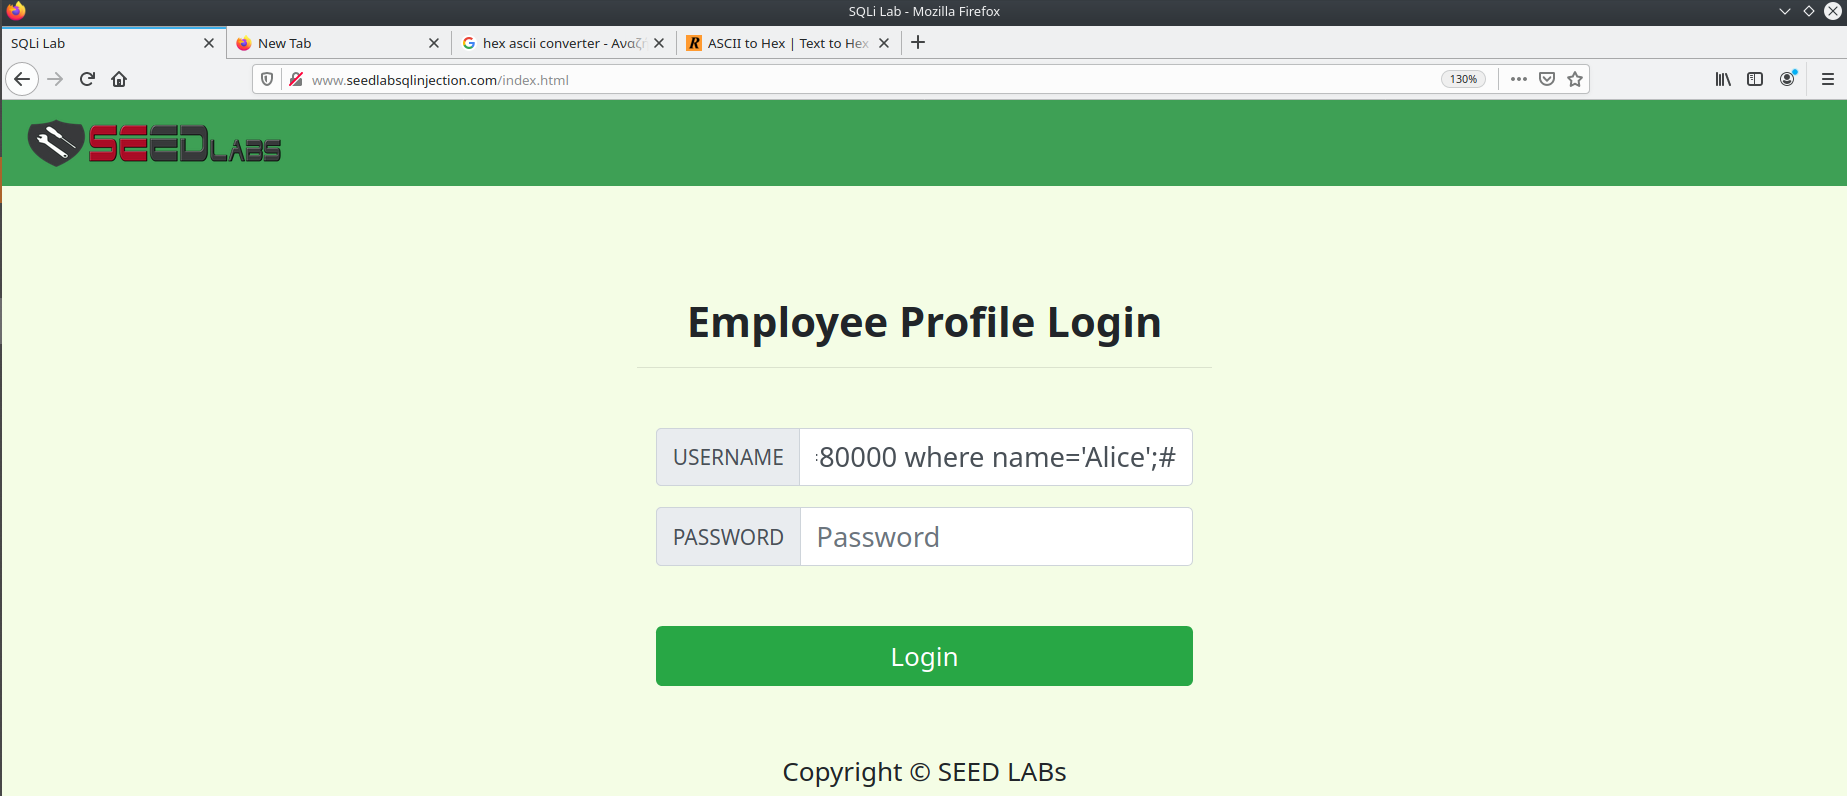 SQLi Lab - Mozilla Firefox
SQLi Lab
New Tab
hex ascii converter - Αναζή
ASCII to Hex | Text to Hex
www.seedlabsqlinjection.com/index.html
130%
SEEDLABS
Employee Profile Login
USERNAME
=80000 where name='Alice';#
PASSWORD
Password
Login
Copyright © SEED LABs